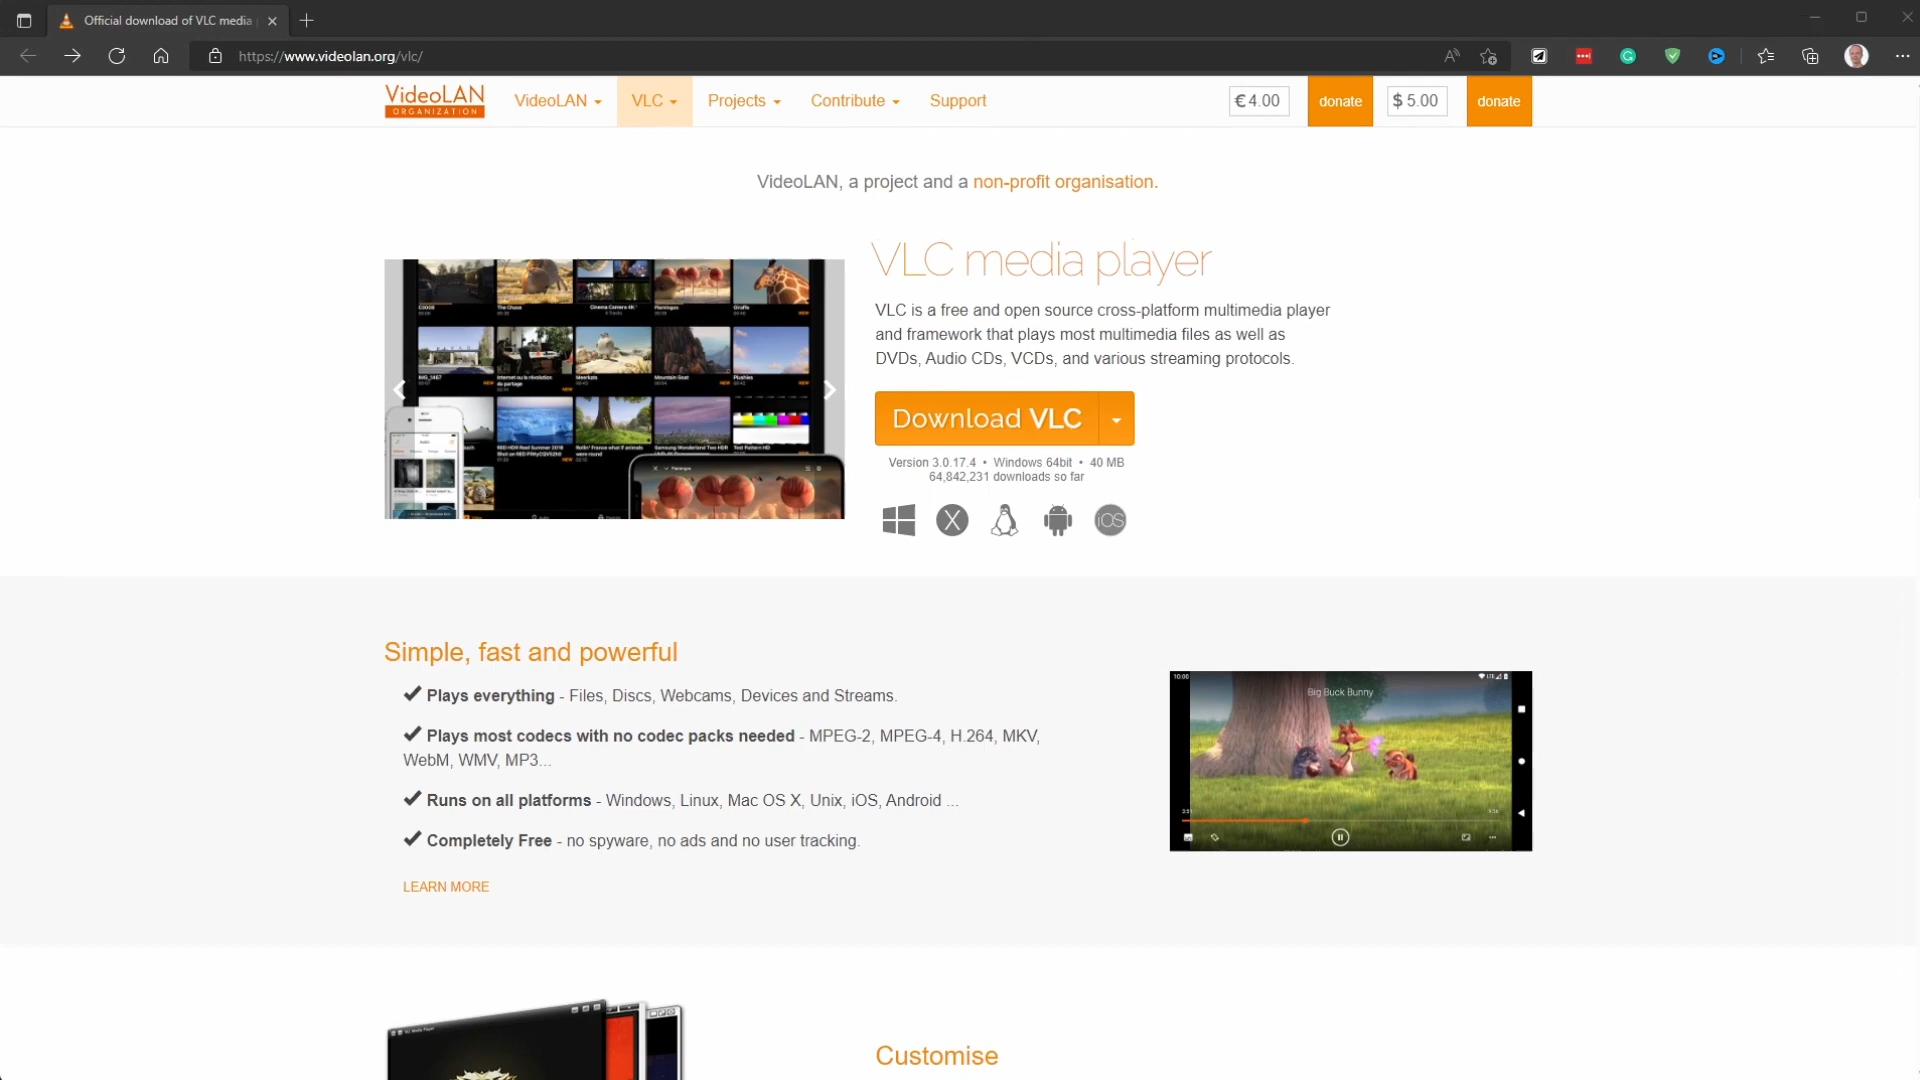 Official download of VLC media
https://www.videolan.org/vlc/
VideoLAN
ORGANIZATION
VideoLAN
VLC
Projects
Contribute
Support
€ 4.00
donate
$ 5.00
donate
VideoLAN, a project and a non-profit organisation.
VLC media player
VLC is a free and open source cross-platform multimedia player
and framework that plays most multimedia files as well as
DVDs, Audio CDs, VCDs, and various streaming protocols.
Download VLC
Version 3.0.17.4 • Windows 64bit • 40 MB
64,842,231 downloads so far
X
iOS
Simple, fast and powerful
Plays everything - Files, Discs, Webcams, Devices and Streams.
Plays most codecs with no codec packs needed - MPEG-2, MPEG-4, H.264, MKV,
WebM, WMV, MP3...
Runs on all platforms - Windows, Linux, Mac OS X, Unix, iOS, Android ...
Completely Free - no spyware, no ads and no user tracking.
LEARN MORE
10:00
LTE
Big Buck Bunny
Customise